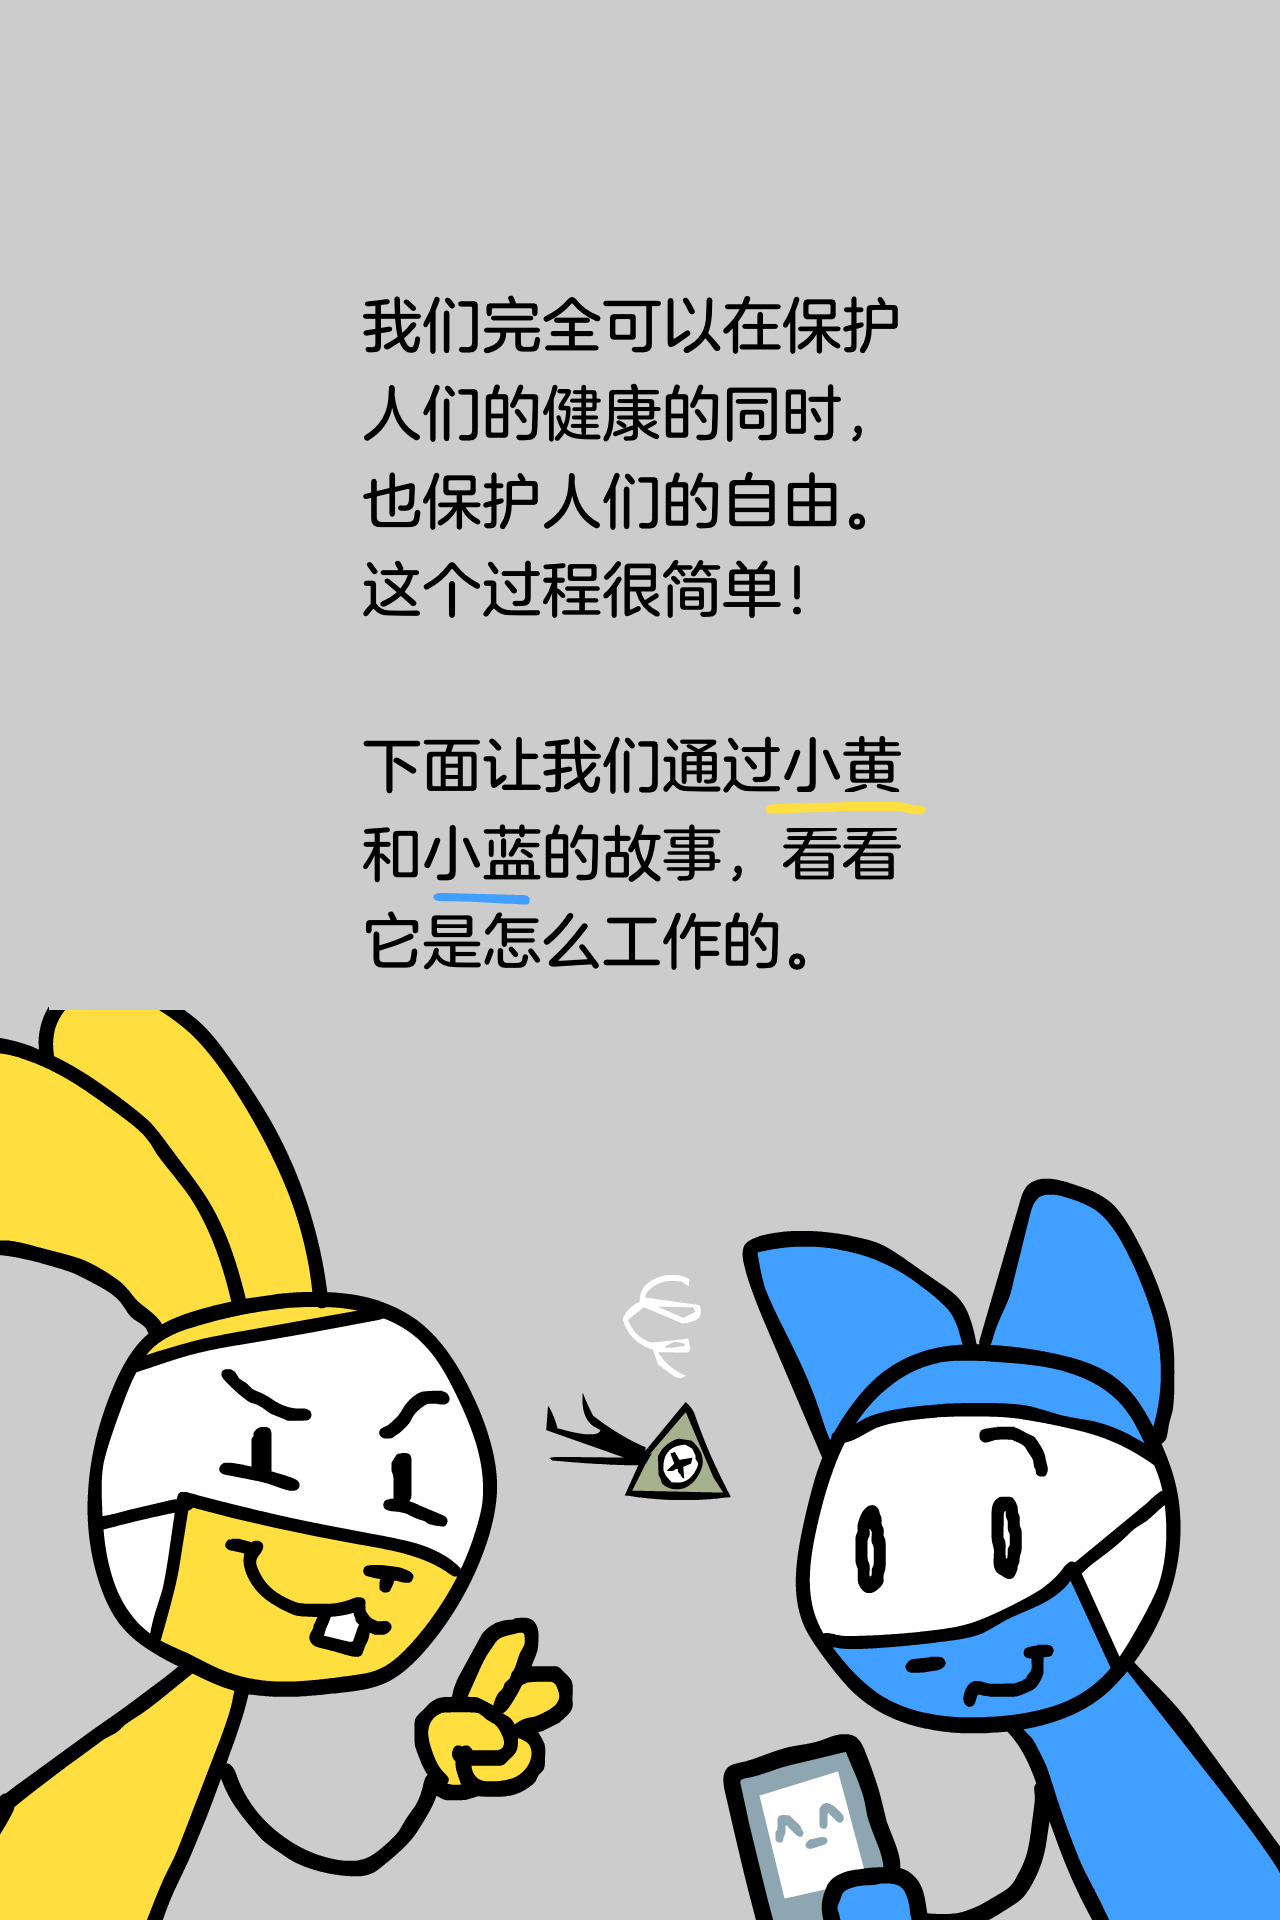 我们完全可以在保护
人们的健康的同时，
也保护人们的自由。
这个过程很简单！
下面让我们通过小黄
和小蓝的故事，看看
它是怎么工作的。